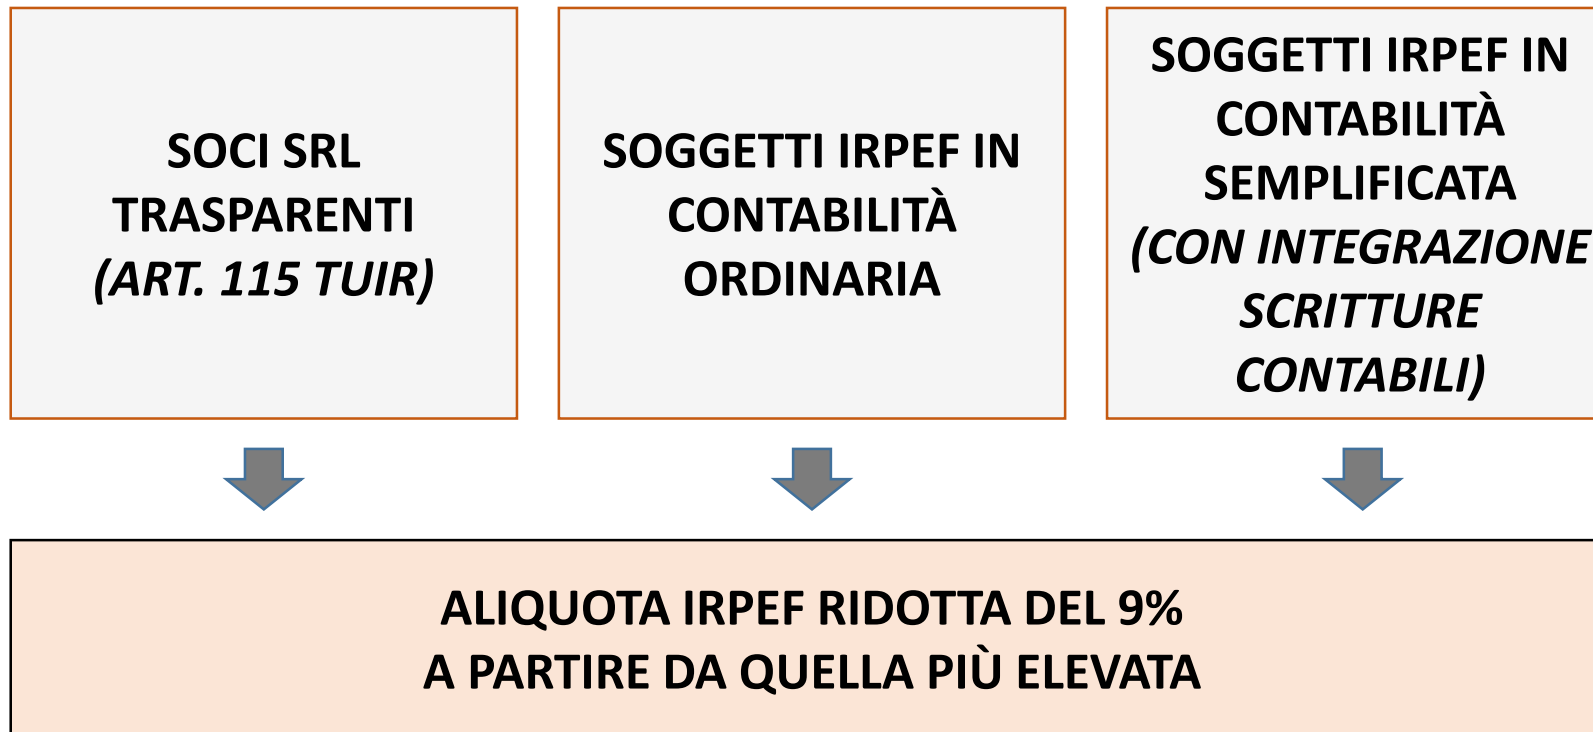 SOCI SRL
TRASPARENTI
(ART. 115 TUIR)
SOGGETTI IRPEF IN
CONTABILITÀ
ORDINARIA
SOGGETTI IRPEF IN
CONTABILITÀ
SEMPLIFICATA
(CON INTEGRAZIONE
SCRITTURE
CONTABILI)
ALIQUOTA IRPEF RIDOTTA DEL 9%
A PARTIRE DA QUELLA PIÙ ELEVATA